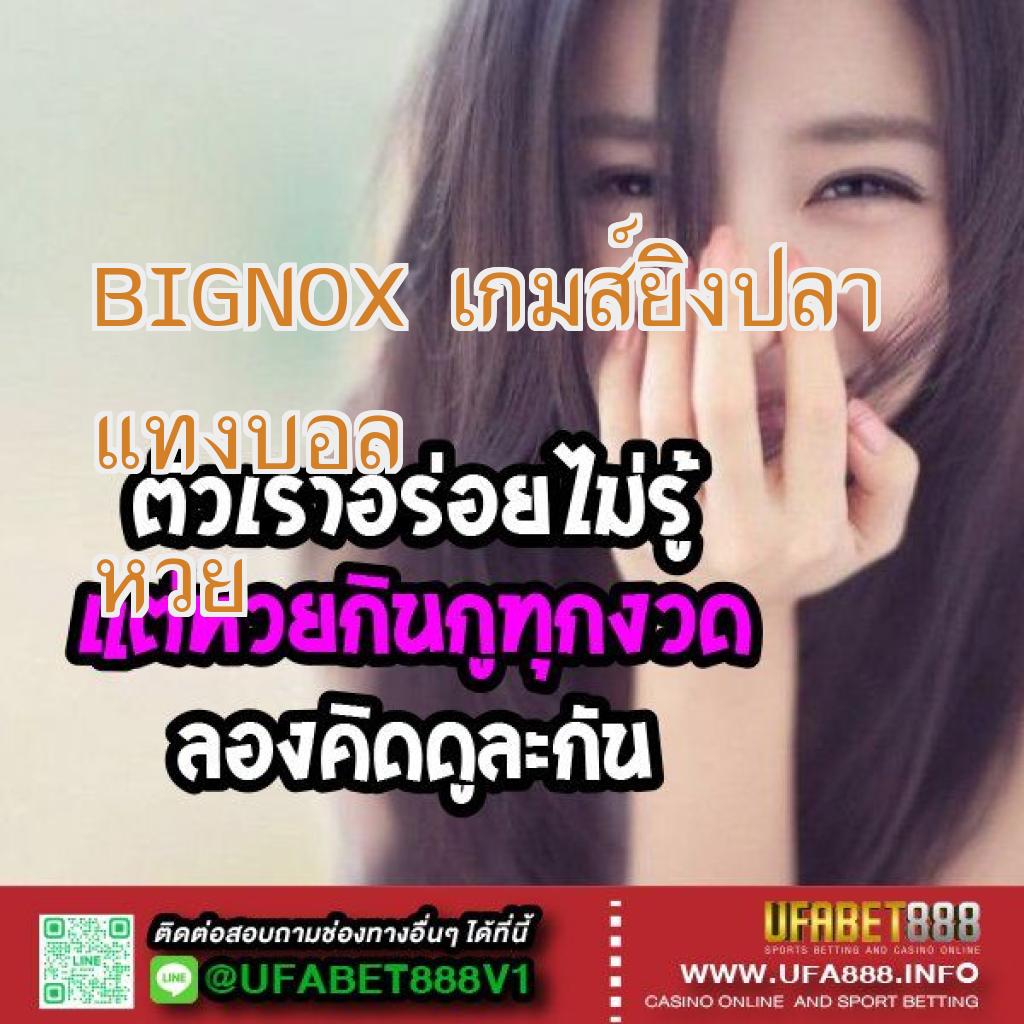 BIGNOX เกมส์ยิงปลา
แทงบอล
ตัวเราอร่อยไม่รู้
หวย
แต่หวยกินกูทุกงวด
ลองคิดดูละกัน
ติดต่อสอบถามช่องทางอื่นๆ ได้ที่นี้
LINE
LINE @UFABET888V1
UFABET888
SPORTS BETTING AND CASINO ONLINE
WWW.UFA888.INFO
CASINO ONLINE AND SPORT BETTING